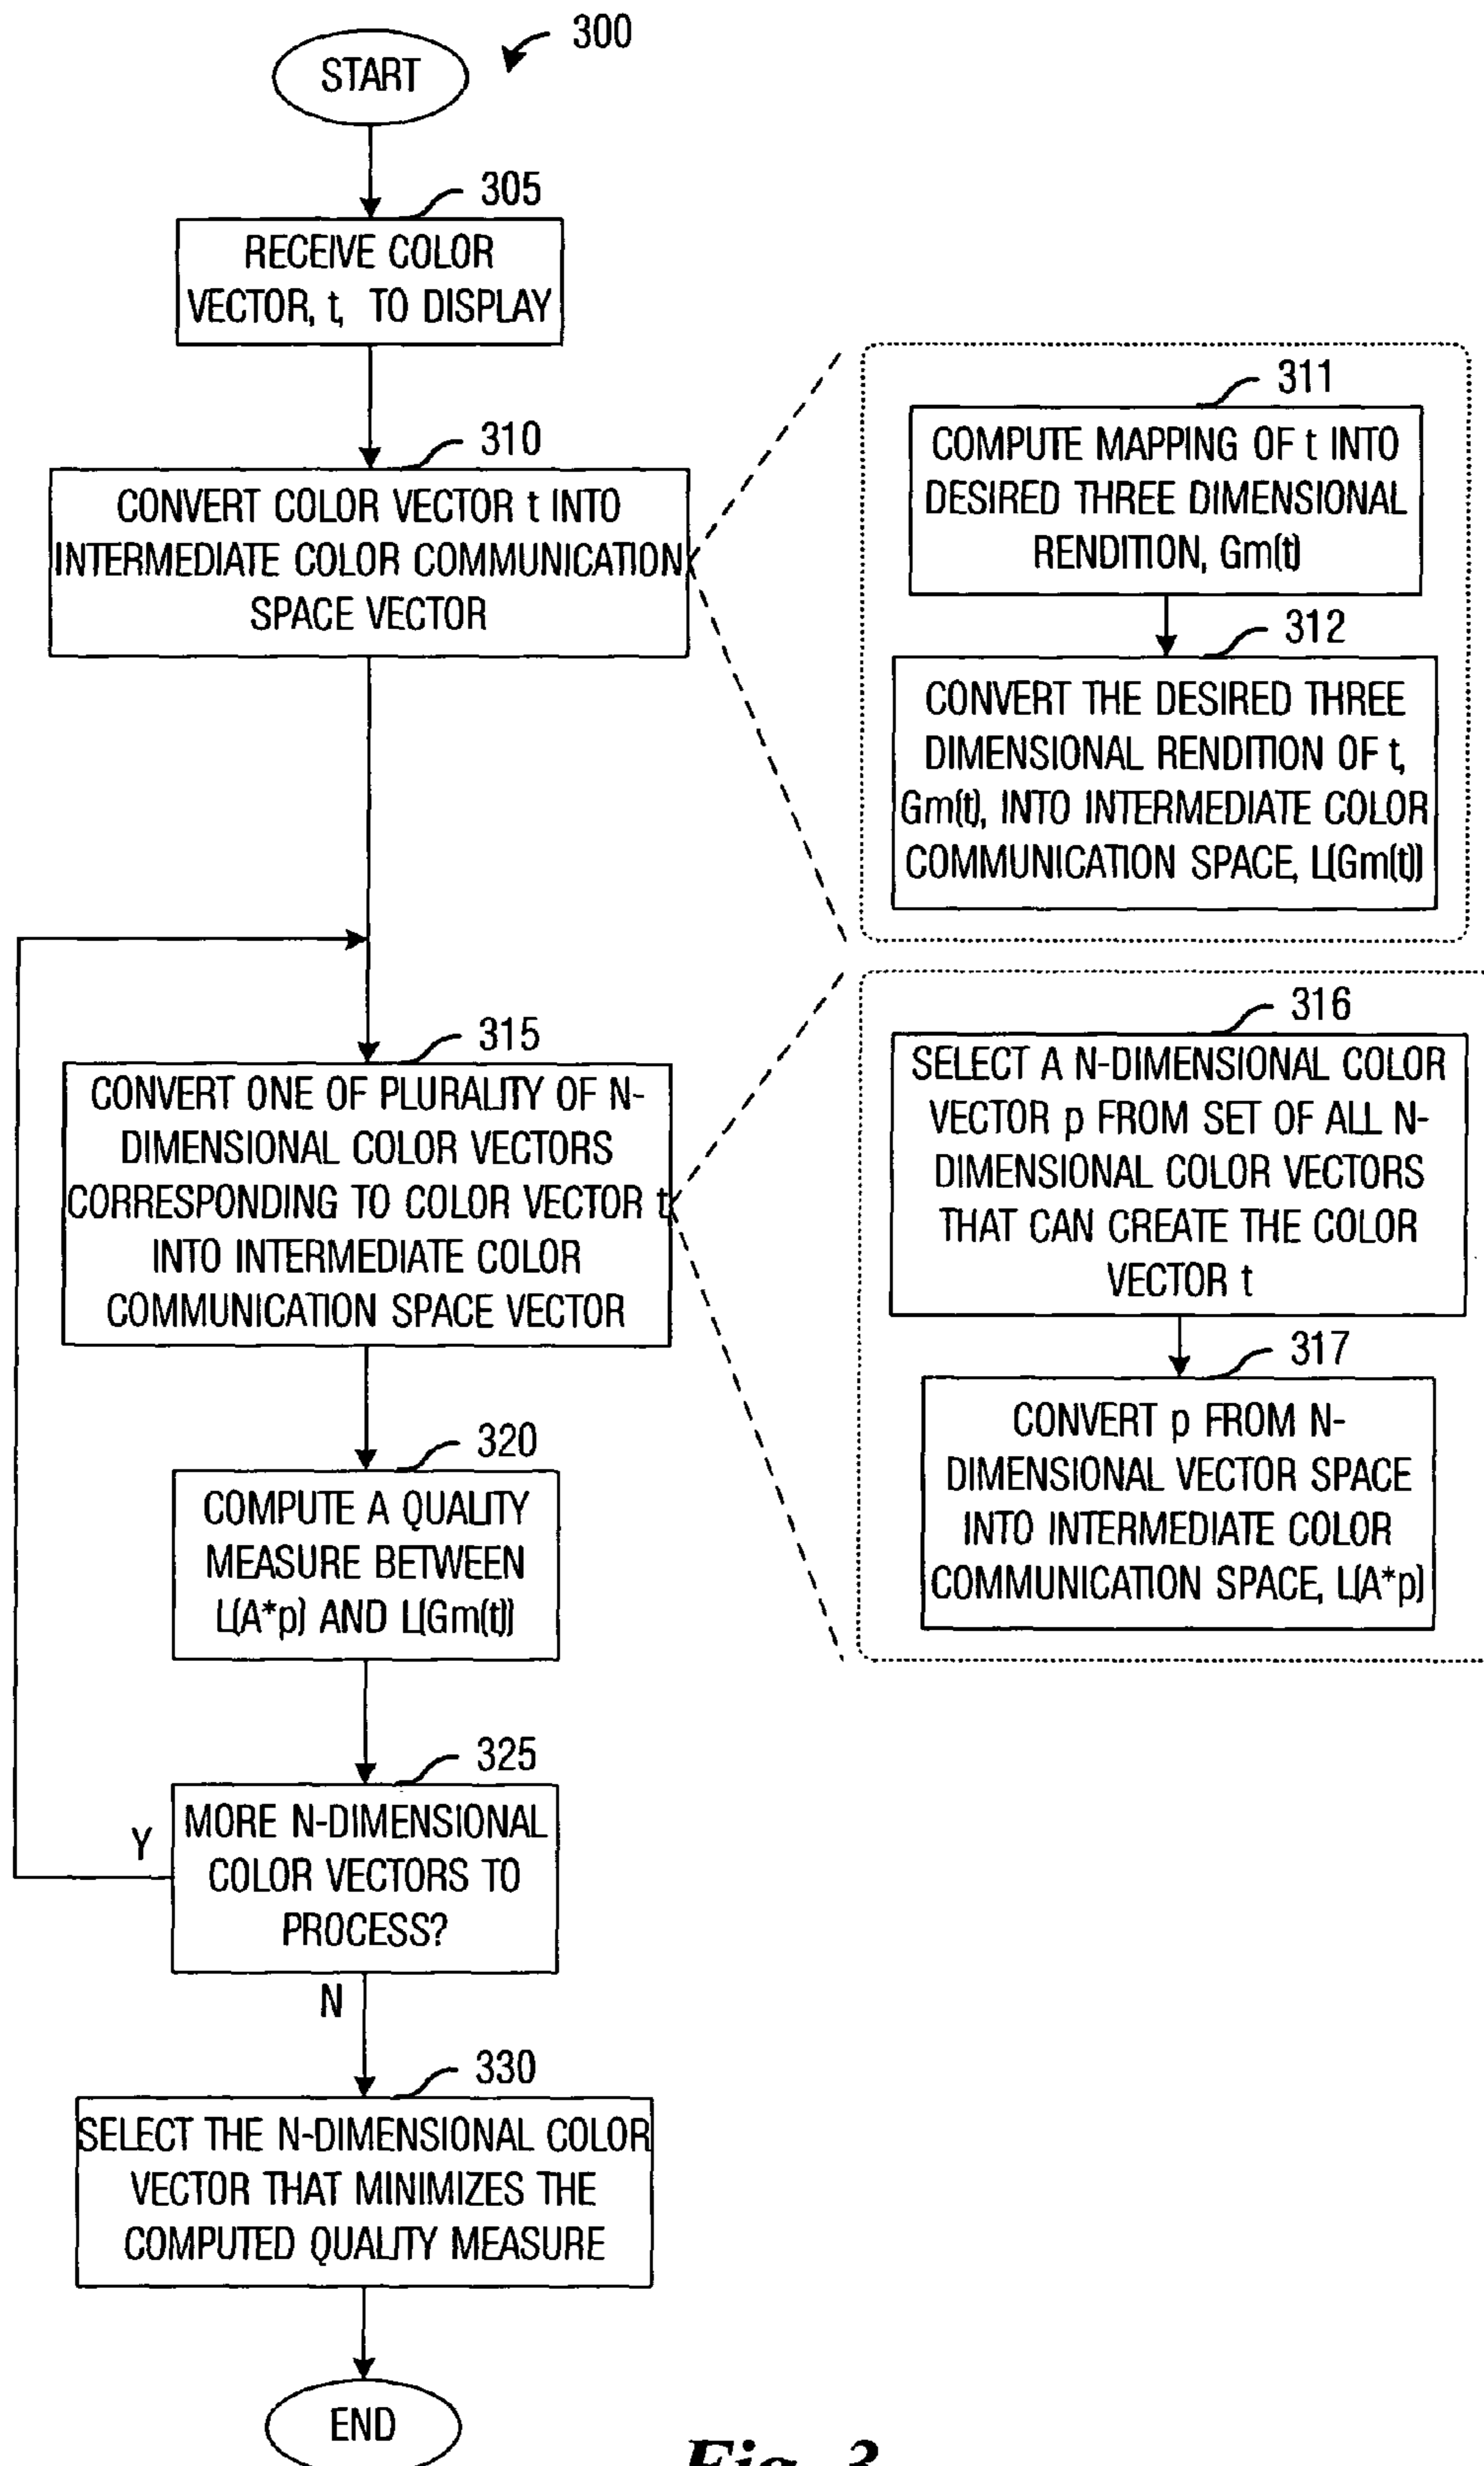 START
300
305
RECEIVE COLOR
VECTOR, t, TO DISPLAY
310
CONVERT COLOR VECTOR t INTO
INTERMEDIATE COLOR COMMUNICATION
SPACE VECTOR
311
COMPUTE MAPPING OF t INTO
DESIRED THREE DIMENSIONAL
RENDITION, Gm(t)
312
CONVERT THE DESIRED THREE
DIMENSIONAL RENDITION OF t,
Gm(t), INTO INTERMEDIATE COLOR
COMMUNICATION SPACE, L(Gm(t))
315
CONVERT ONE OF PLURALITY OF N-
DIMENSIONAL COLOR VECTORS
CORRESPONDING TO COLOR VECTOR t
INTO INTERMEDIATE COLOR
COMMUNICATION SPACE VECTOR
316
SELECT A N-DIMENSIONAL COLOR
VECTOR p FROM SET OF ALL N-
DIMENSIONAL COLOR VECTORS
THAT CAN CREATE THE COLOR
VECTOR t
317
CONVERT p FROM N-
DIMENSIONAL VECTOR SPACE
INTO INTERMEDIATE COLOR
COMMUNICATION SPACE, L(A*p)
320
COMPUTE A QUALITY
MEASURE BETWEEN
L(A*p) AND L(Gm(t))
325
MORE N-DIMENSIONAL
COLOR VECTORS TO
PROCESS?
Y
N
330
SELECT THE N-DIMENSIONAL COLOR
VECTOR THAT MINIMIZES THE
COMPUTED QUALITY MEASURE
END
Fig. 3